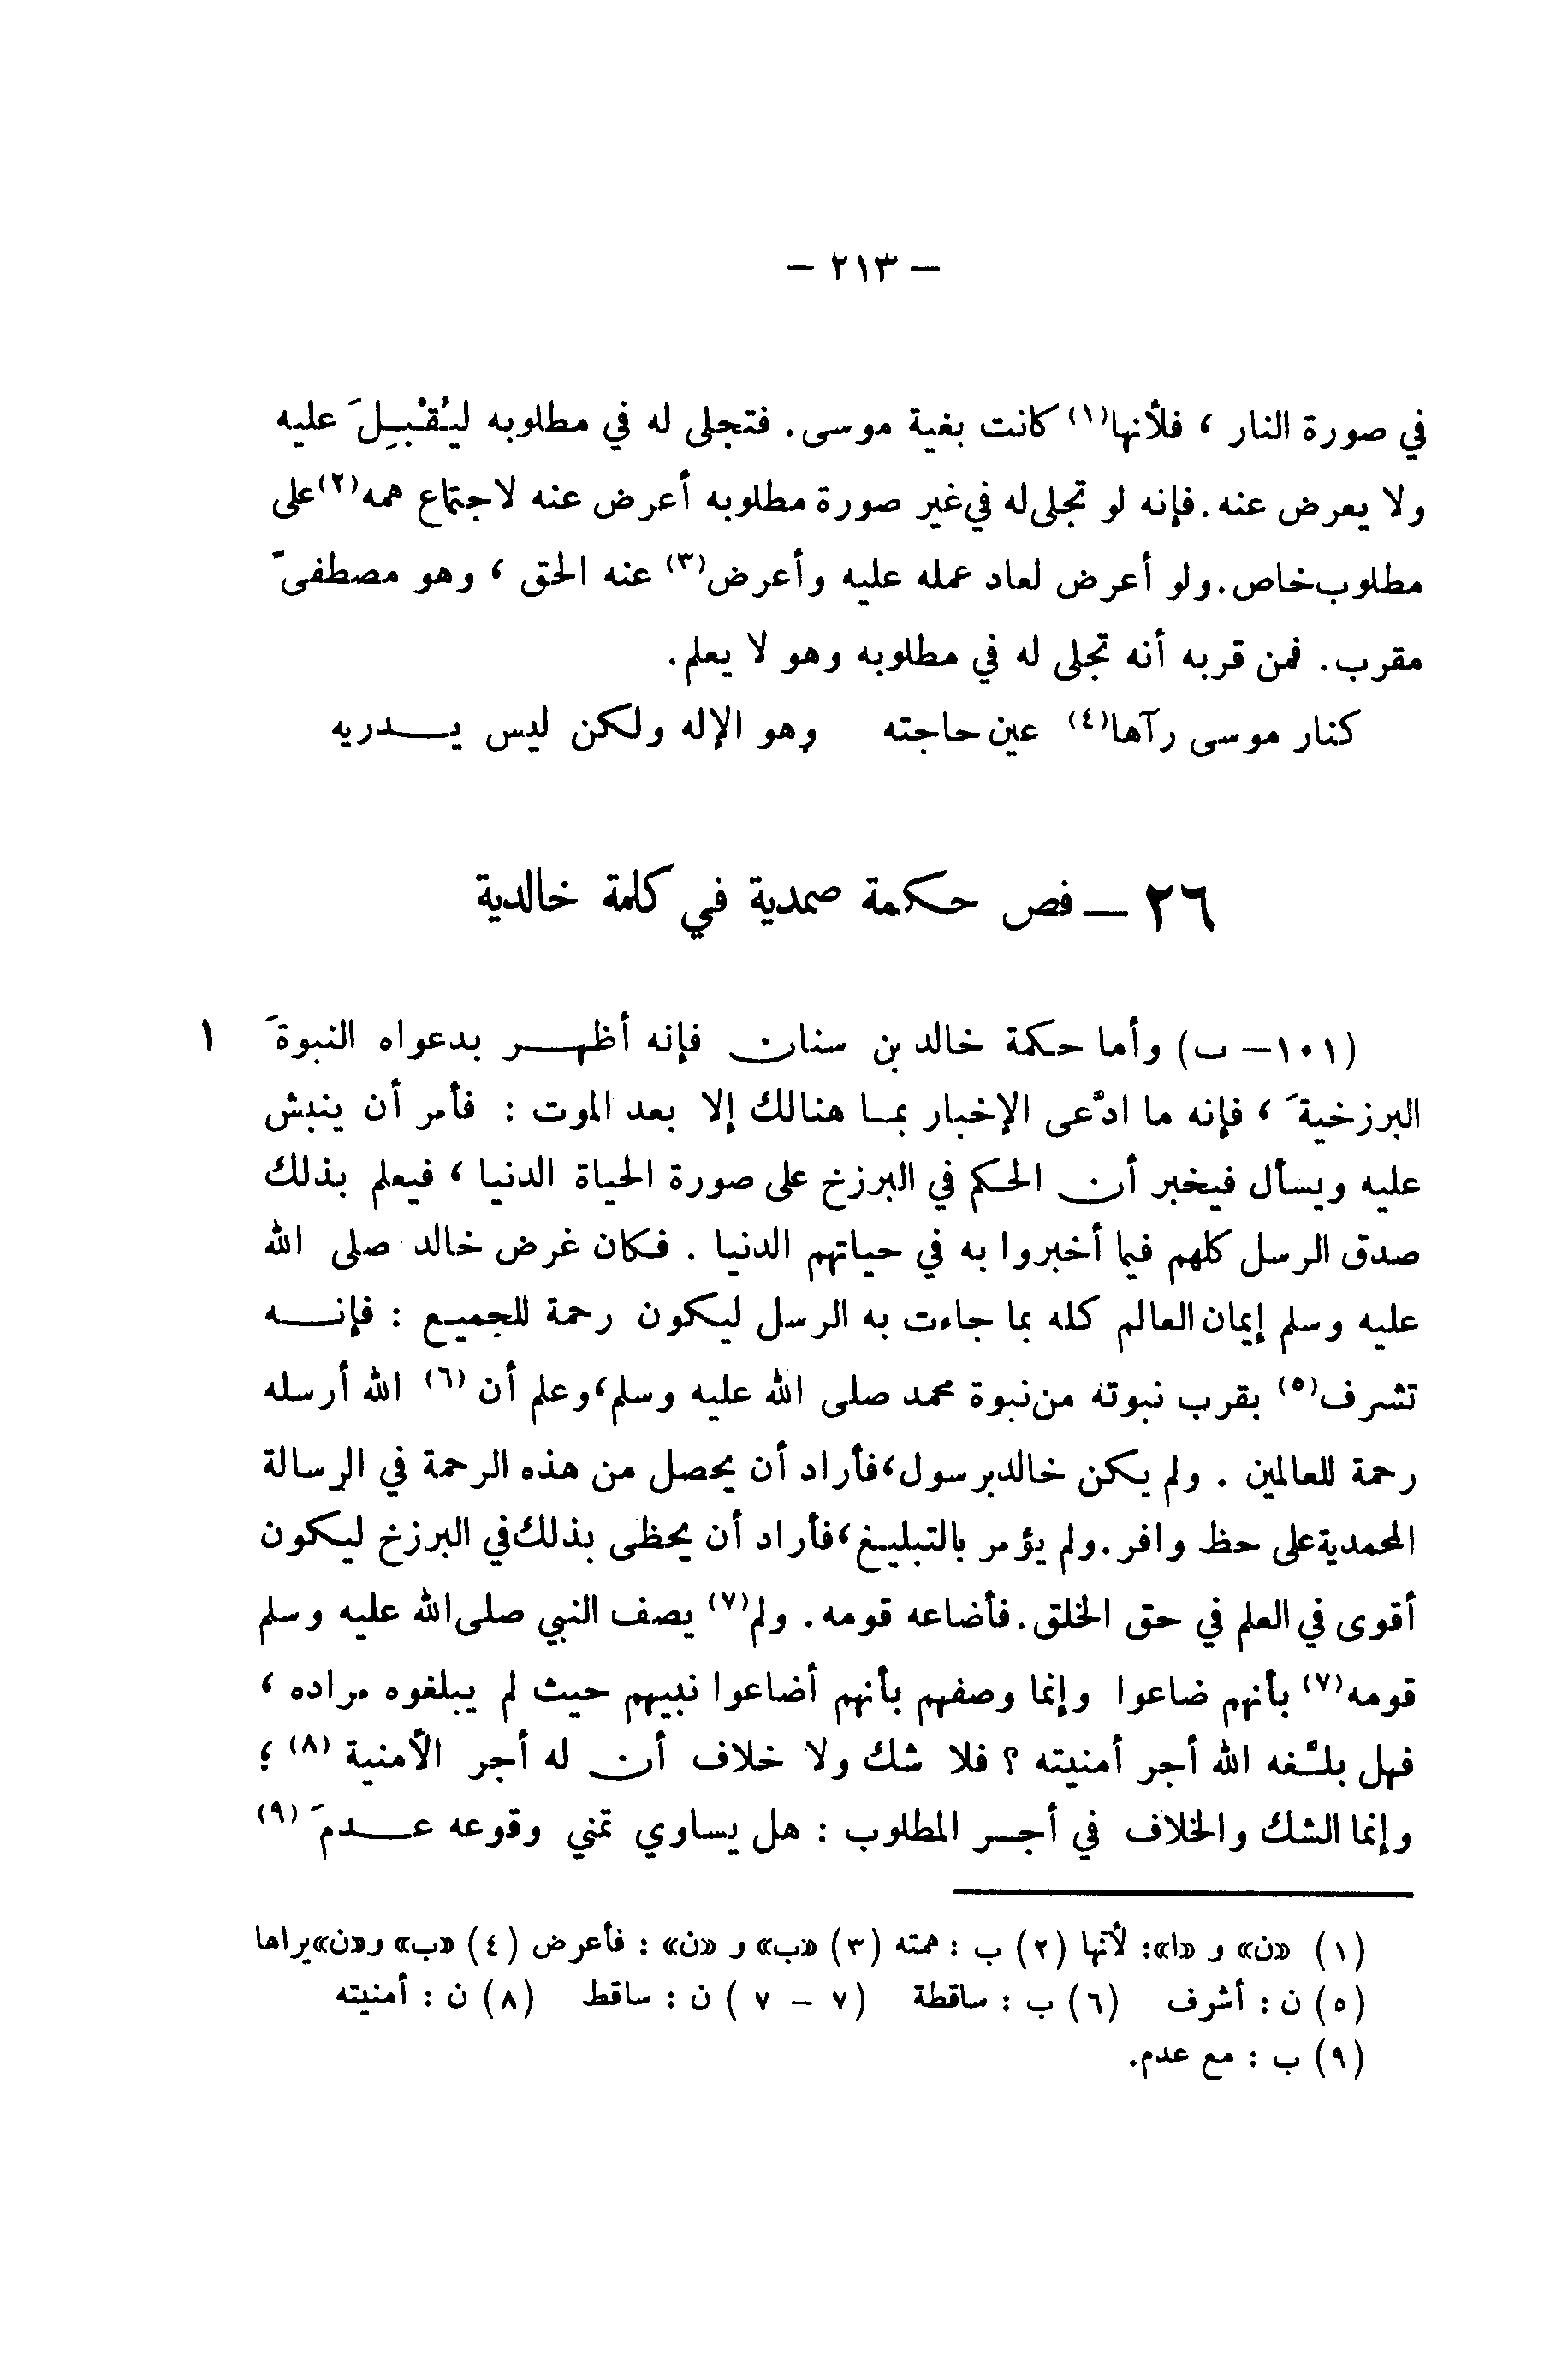 — ٢١٣ —
في صورة النار ، فلأنها(١) كانت بغية موسى. فتجلى له في مطلوبه ليُقْبِلَ عليه
ولا يعرض عنه. فإنه لو تجلى له في غير صورة مطلوبه أعرض عنه لاجتماع همه(٢) على
مطلوب خاص. ولو أعرض لعاد عمله عليه وأعرض(٣) عنه الحق ، وهو مصطفىً
مقرب. فمن قربه أنه تجلى له في مطلوبه وهو لا يعلم.
كنار موسى رآها(٤) عين حاجته وهو الإله ولكن ليس يـدريه
٢٦ — فص حكمة صمدية في كلمة خالدية
(١٠١— ب) وأما حكمة خالد بن سنان فإنه أظهـر بدعواه النبوةَ ١
البرزخيةَ ، فإنه ما ادَّعى الإخبار بمـا هنالك إلا بعد الموت : فأمر أن ينبش
عليه ويسأل فيخبر أن الحكم في البرزخ على صورة الحياة الدنيا ، فيعلم بذلك
صدق الرسل كلهم فيما أخبروا به في حياتهم الدنيا . فكان غرض خالد صلى الله
عليه وسلم إيمان العالم كله بما جاءت به الرسل ليكون رحمة للجميع : فإنـه
تشرف(٥) بقرب نبوته من نبوة محمد صلى الله عليه وسلم، وعلم أن (٦) الله أرسله
رحمة للعالمين . ولم يكن خالد برسول، فأراد أن يحصل من هذه الرحمة في الرسالة
المحمدية على حظ وافر. ولم يؤمر بالتبليغ، فأراد أن يحظى بذلك في البرزخ ليكون
أقوى في العلم في حق الخلق. فأضاعه قومه. ولم(٧) يصف النبي صلى الله عليه وسلم
قومه(٧) بأنهم ضاعوا وإنما وصفهم بأنهم أضاعوا نبيهم حيث لم يبلغوه مراده ،
فهل بلَّغه الله أجر أمنيته ؟ فلا شك ولا خلاف أن له أجر الأمنية (٨) ؛
وإنما الشك والخلاف في أجـر المطلوب : هل يساوي تمني وقوعه عـدمَ (٩)
(١) «ن» و «ا»: لأنها (٢) ب : همته (٣) «ب» و «ن» : فأعرض (٤) «ب» و«ن» يراها
(٥) ن : أشرف (٦) ب : ساقطة (٧ – ٧ ) ن : ساقط (٨) ن : أمنيته
(٩) ب : مع عدم.